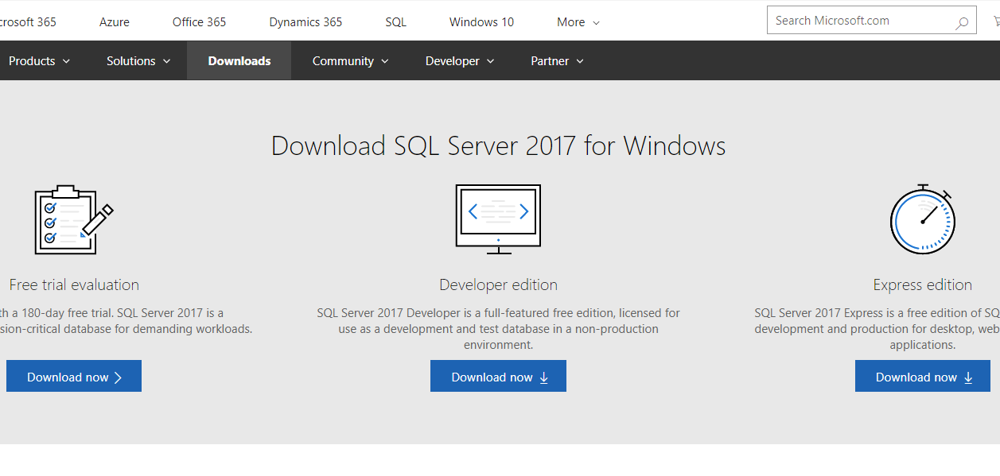 crosoft 365 Azure Office 365 Dynamics 365 SQL Windows 10 More Search Microsoft.com
Products Solutions Downloads Community Developer Partner
Download SQL Server 2017 for Windows
Free trial evaluation
th a 180-day free trial. SQL Server 2017 is a
sion-critical database for demanding workloads.
Download now
Developer edition
SQL Server 2017 Developer is a full-featured free edition, licensed for
use as a development and test database in a non-production
environment.
Download now
Express edition
SQL Server 2017 Express is a free edition of SQ
development and production for desktop, web
applications.
Download now